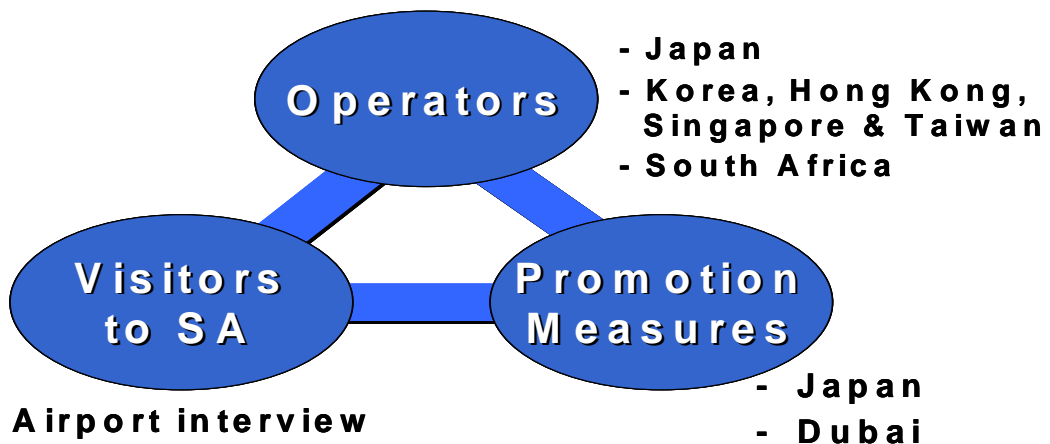 Operators
- Japan
- Korea, Hong Kong,
Singapore & Taiwan
- South Africa
Visitors
to SA
Promotion
Measures
Airport interview
- Japan
- Dubai